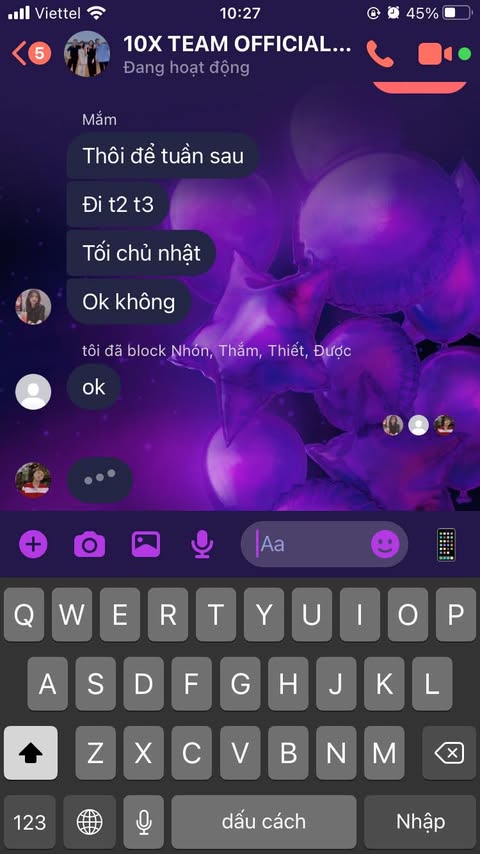 Viettel 10:27 45%
5 10X TEAM OFFICIAL...
Đang hoạt động
Mắm
Thôi để tuần sau
Đi t2 t3
Tối chủ nhật
Ok không
tôi đã block Nhón, Thắm, Thiết, Được
ok
Aa
Q W E R T Y U I O P
A S D F G H J K L
Z X C V B N M
123 dấu cách Nhập